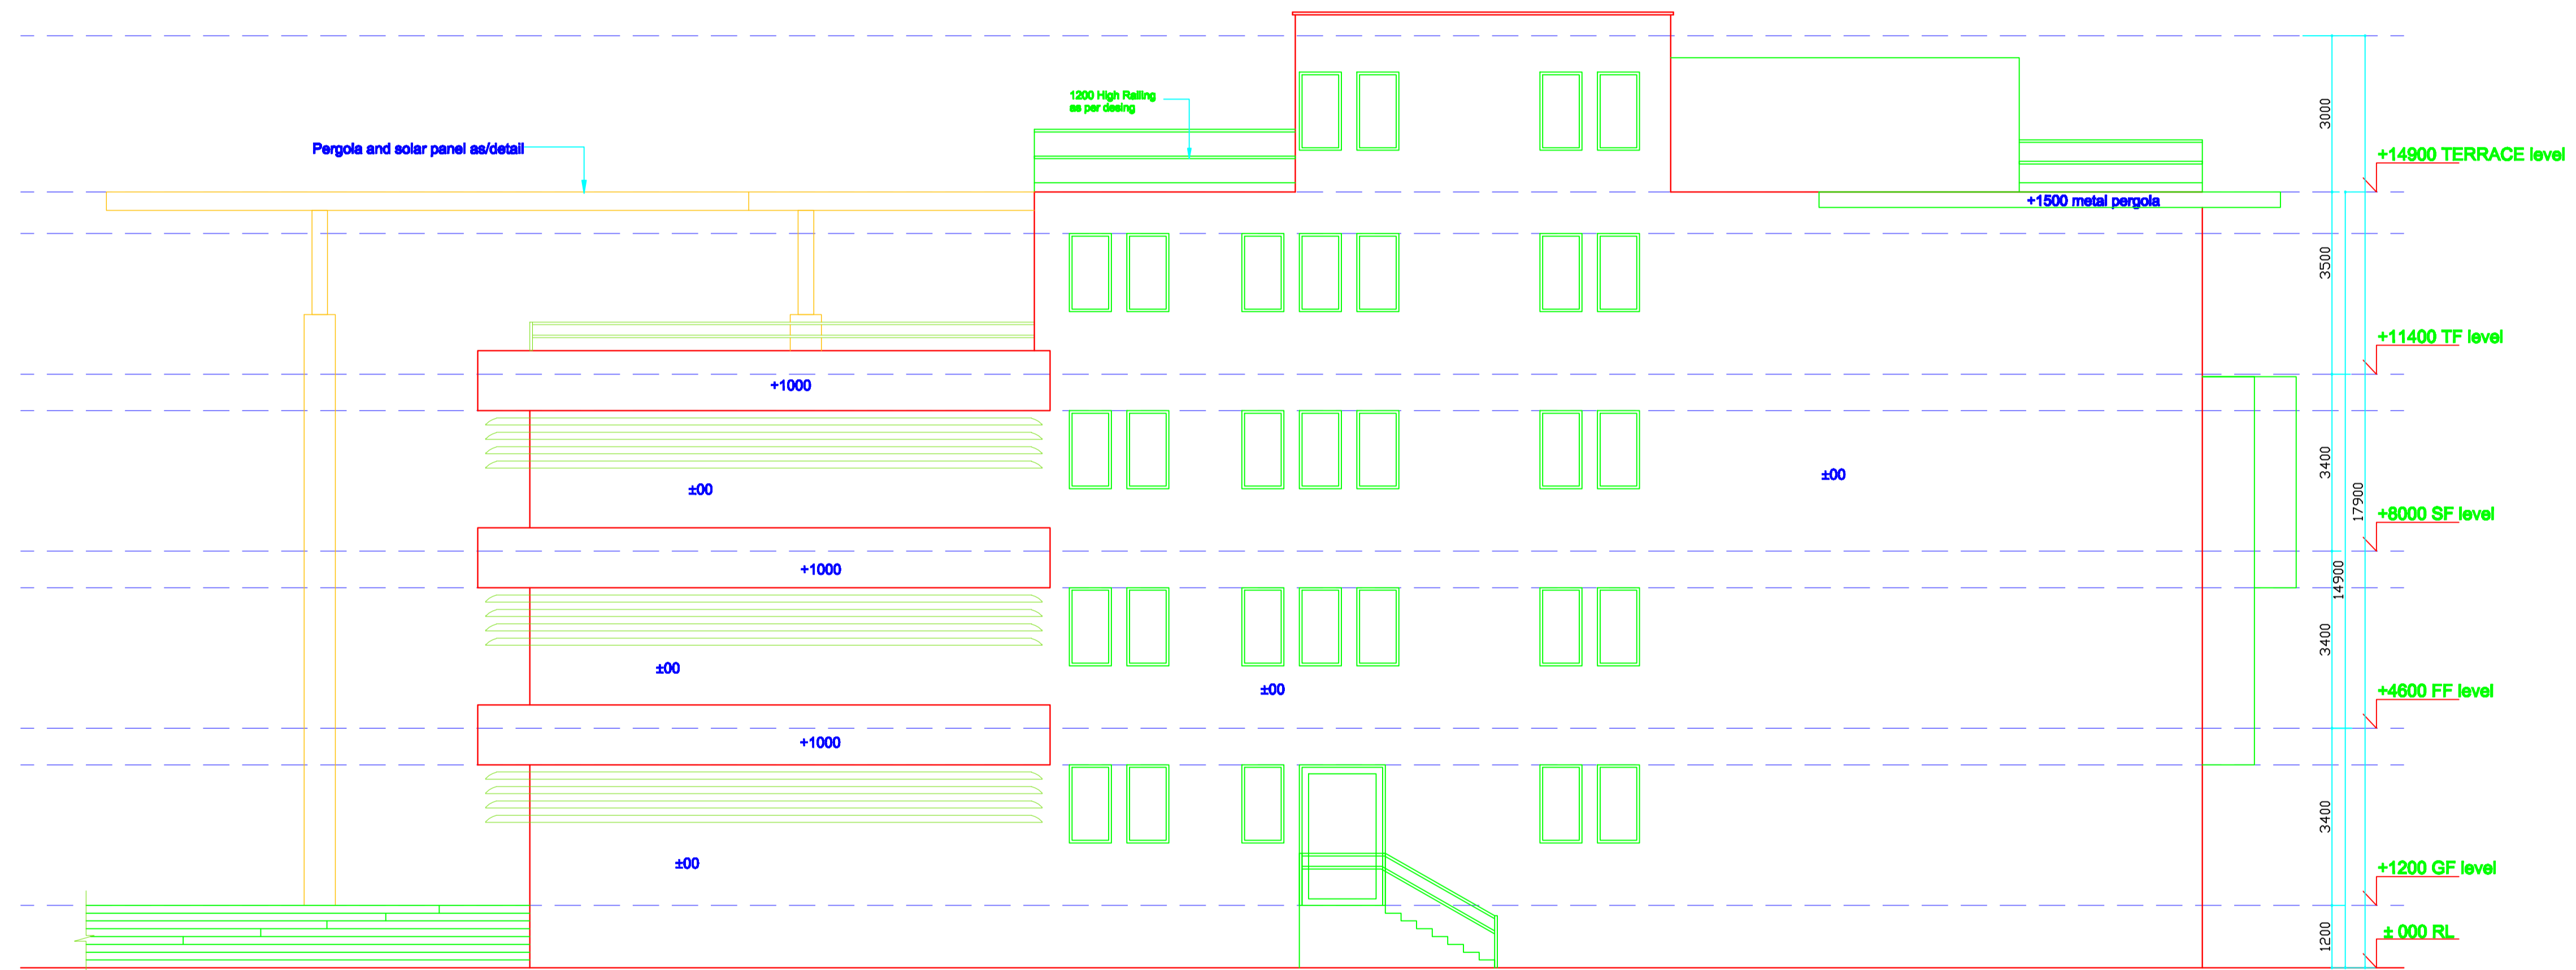 1200 High Railing
as per desing
3000
Pergola and solar panel as/detail
+14900 TERRACE level
+1500 metal pergola
3500
+11400 TF level
+1000
3400
±00
±00
17900
+8000 SF level
+1000
14900
3400
±00
±00
+4600 FF level
+1000
3400
±00
+1200 GF level
1200
± 000 RL